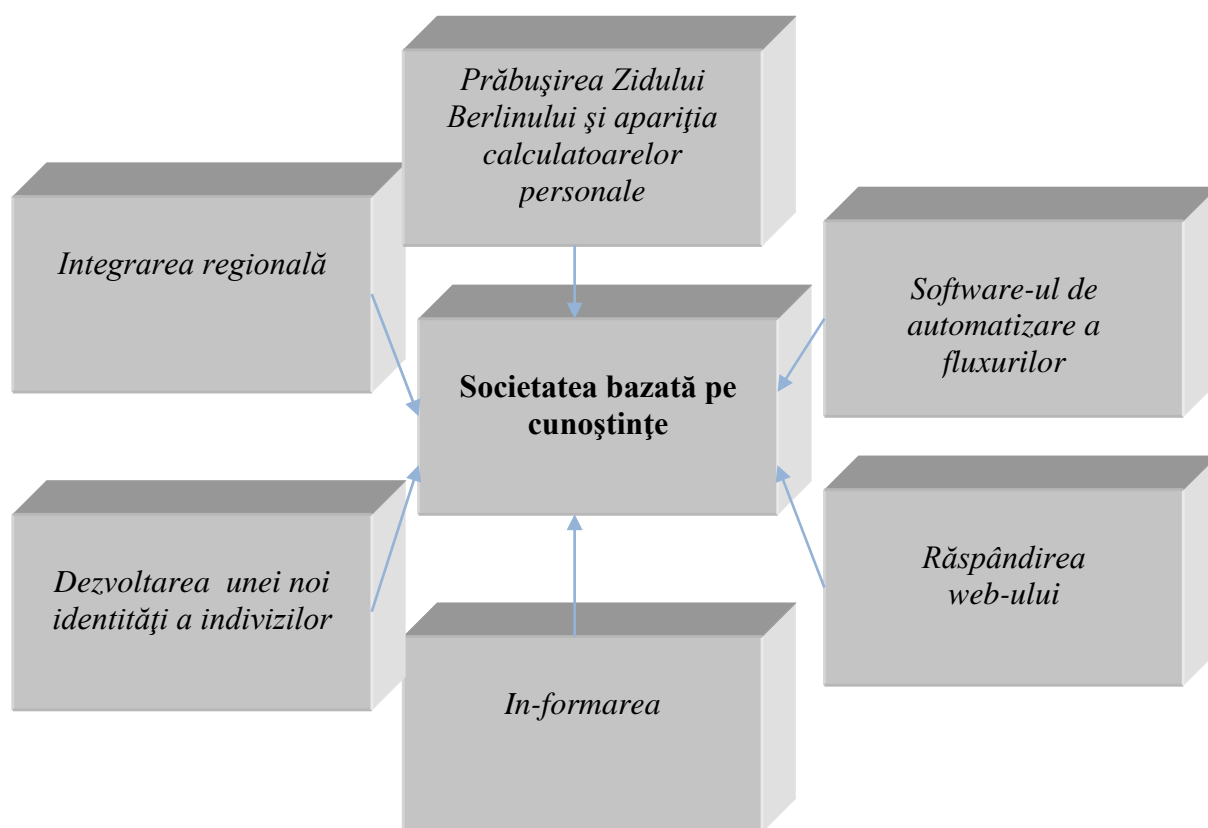 Prăbuşirea Zidului
Berlinului şi apariţia
calculatoarelor
personale
Integrarea regională
Software-ul de
automatizare a
fluxurilor
Societatea bazată pe
cunoştinţe
Dezvoltarea unei noi
identităţi a indivizilor
Răspândirea
web-ului
In-formarea